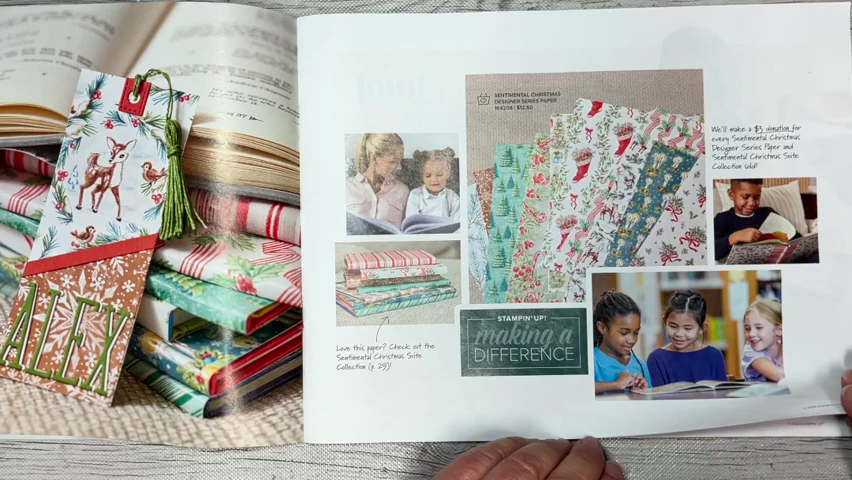 ALEX
SENTIMENTAL CHRISTMAS
DESIGNER SERIES PAPER
164209 | $12.50
We'll make a $3 donation for
every Sentimental Christmas
Designer Series Paper and
Sentimental Christmas Suite
Collection sold!
Love this paper? Check out the
Sentimental Christmas Suite
Collection (p. 29)!
STAMPIN' UP!
making a
DIFFERENCE